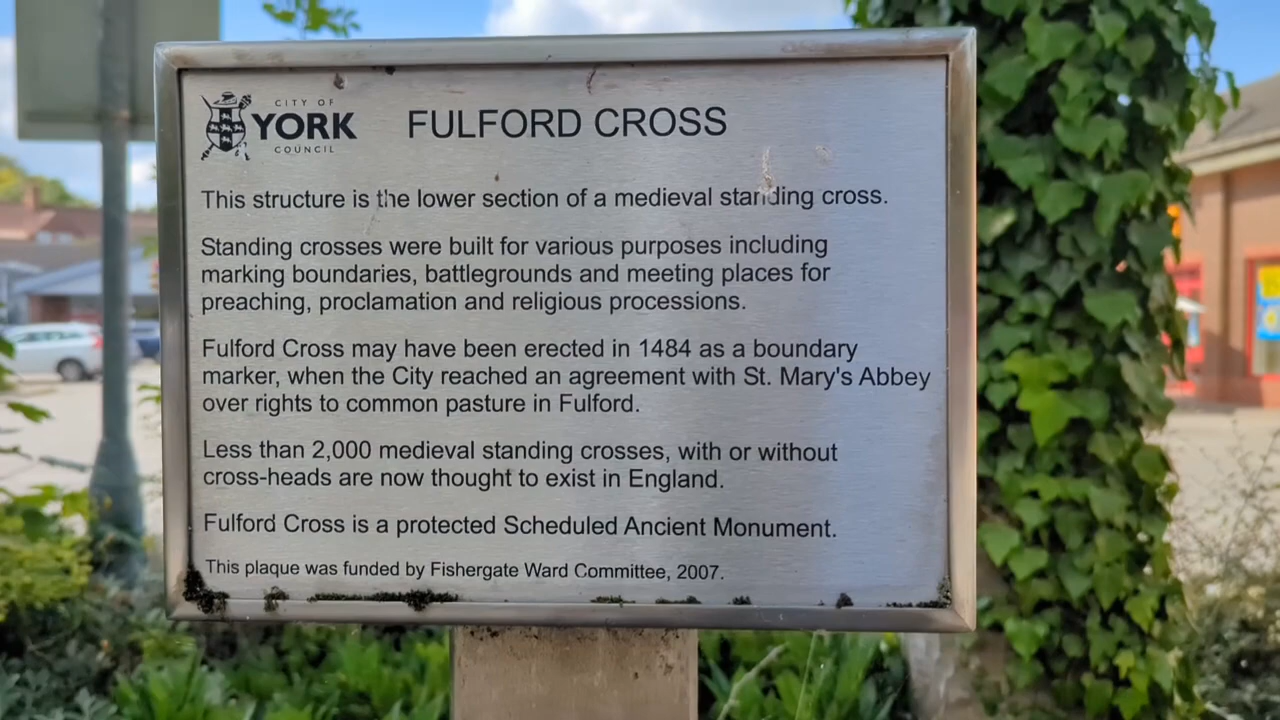 CITY OF
YORK
COUNCIL
FULFORD CROSS
This structure is the lower section of a medieval standing cross.
Standing crosses were built for various purposes including
marking boundaries, battlegrounds and meeting places for
preaching, proclamation and religious processions.
Fulford Cross may have been erected in 1484 as a boundary
marker, when the City reached an agreement with St. Mary's Abbey
over rights to common pasture in Fulford.
Less than 2,000 medieval standing crosses, with or without
cross-heads are now thought to exist in England.
Fulford Cross is a protected Scheduled Ancient Monument.
This plaque was funded by Fishergate Ward Committee, 2007.